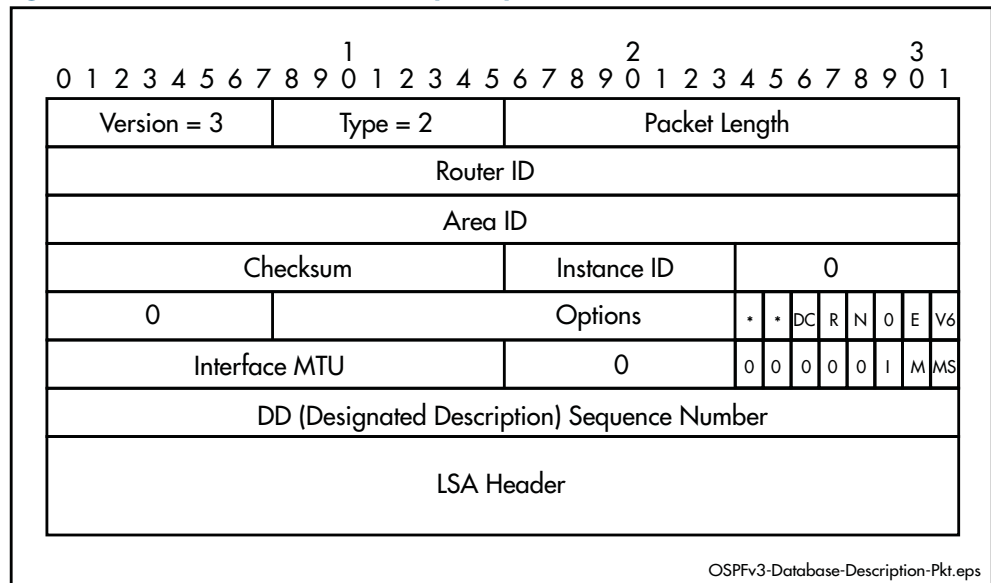 1 2 3
0 1 2 3 4 5 6 7 8 9 0 1 2 3 4 5 6 7 8 9 0 1 2 3 4 5 6 7 8 9 0 1
Version = 3 Type = 2 Packet Length
Router ID
Area ID
Checksum Instance ID 0
0 Options * * DC R N 0 E V6
Interface MTU 0 0 0 0 0 0 I M MS
DD (Designated Description) Sequence Number
LSA Header
OSPFv3-Database-Description-Pkt.eps